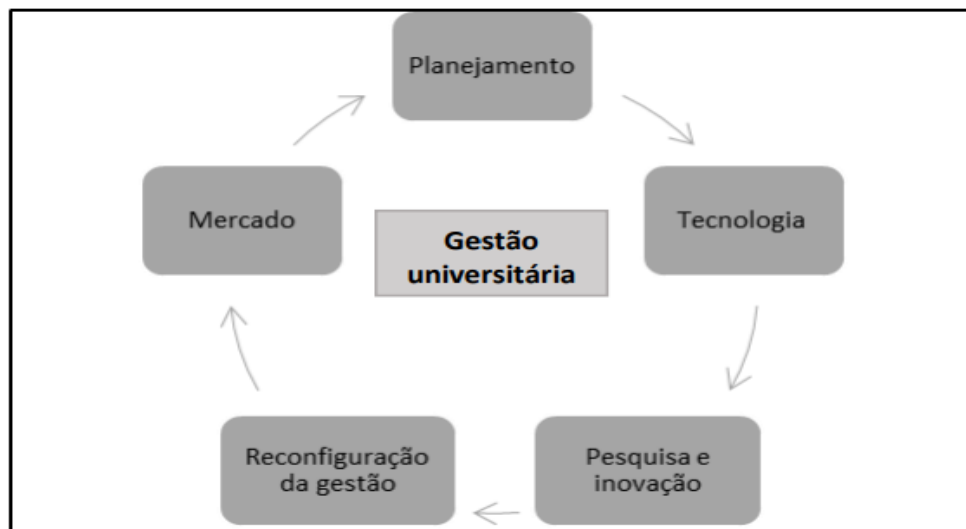 Planejamento
Mercado
Tecnologia
Gestão
universitária
Reconfiguração
da gestão
Pesquisa e
inovação